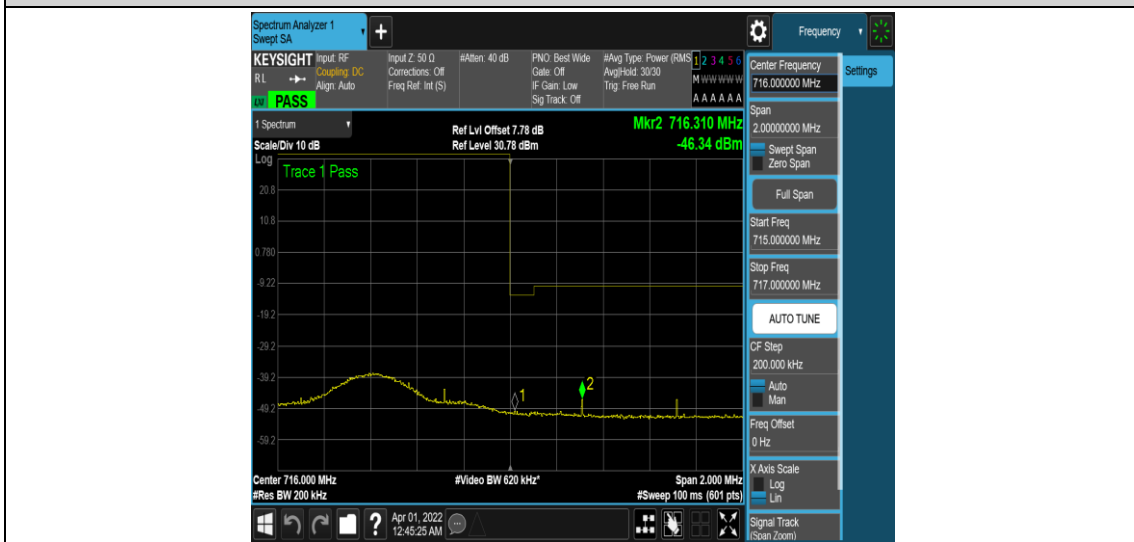 Spectrum Analyzer 1
Swept SA
+
Frequency
KEYSIGHT
RL
Input: RF
Coupling: DC
Align: Auto
Input Z: 50 Ω
Corrections: Off
Freq Ref: Int (S)
#Atten: 40 dB
PNO: Best Wide
Gate: Off
IF Gain: Low
Sig Track: Off
#Avg Type: Power (RMS
Avg|Hold: 30/30
Trig: Free Run
1 2 3 4 5 6
M W W W W W
A A A A A A
LXI PASS
1 Spectrum
Scale/Div 10 dB
Ref Lvl Offset 7.78 dB
Ref Level 30.78 dBm
Mkr2 716.310 MHz
-46.34 dBm
Log
Trace 1 Pass
20.8
10.8
0.780
-9.22
-19.2
-29.2
-39.2
-49.2
-59.2
1
2
Center 716.000 MHz
#Res BW 200 kHz
#Video BW 620 kHz*
Span 2.000 MHz
#Sweep 100 ms (601 pts)
Center Frequency
716.000000 MHz
Settings
Span
2.00000000 MHz
Swept Span
Zero Span
Full Span
Start Freq
715.000000 MHz
Stop Freq
717.000000 MHz
AUTO TUNE
CF Step
200.000 kHz
Auto
Man
Freq Offset
0 Hz
X Axis Scale
Log
Lin
Signal Track
(Span Zoom)
?
Apr 01, 2022
12:45:25 AM